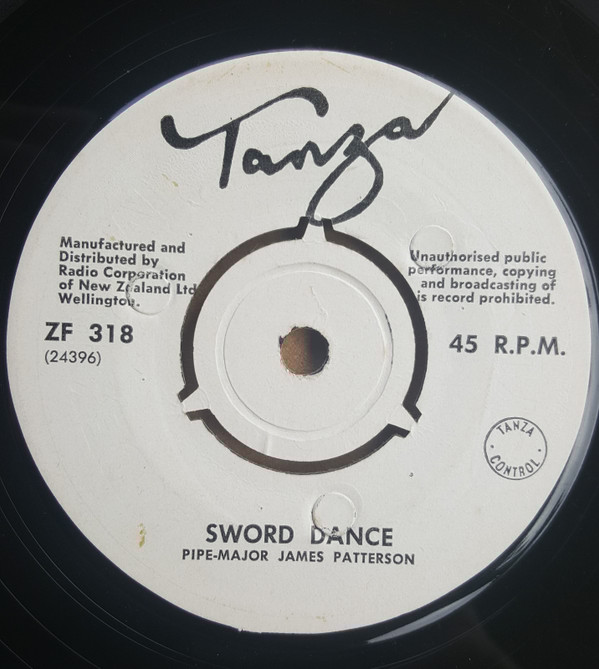 Tanza
Manufactured and
Distributed by
Radio Corporation
of New Zealand Ltd
Wellington.
ZF 318
(24396)
Unauthorised public
performance, copying
and broadcasting of
is record prohibited.
45 R.P.M.
TANZA
CONTROL
SWORD DANCE
PIPE-MAJOR JAMES PATTERSON